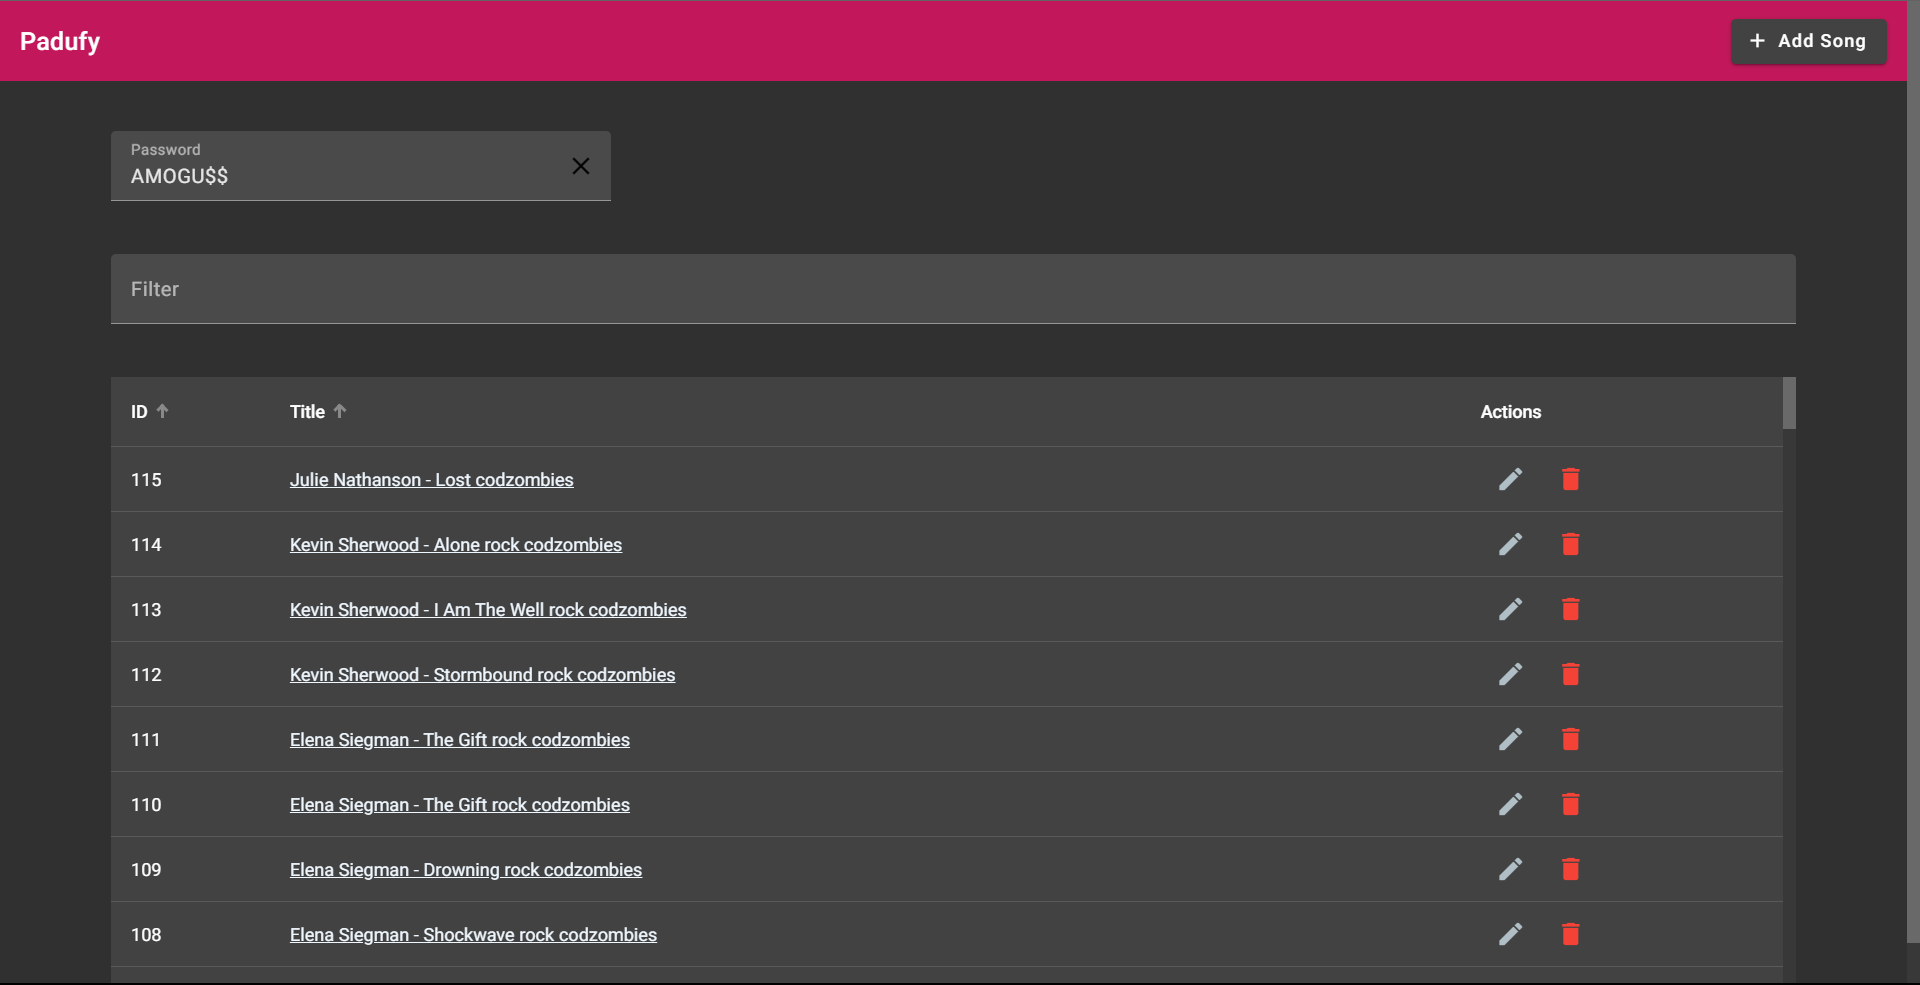 Padufy
Add Song
Password
AMOGU$$
Filter
ID Title Actions
115 Julie Nathanson - Lost codzombies
114 Kevin Sherwood - Alone rock codzombies
113 Kevin Sherwood - I Am The Well rock codzombies
112 Kevin Sherwood - Stormbound rock codzombies
111 Elena Siegman - The Gift rock codzombies
110 Elena Siegman - The Gift rock codzombies
109 Elena Siegman - Drowning rock codzombies
108 Elena Siegman - Shockwave rock codzombies